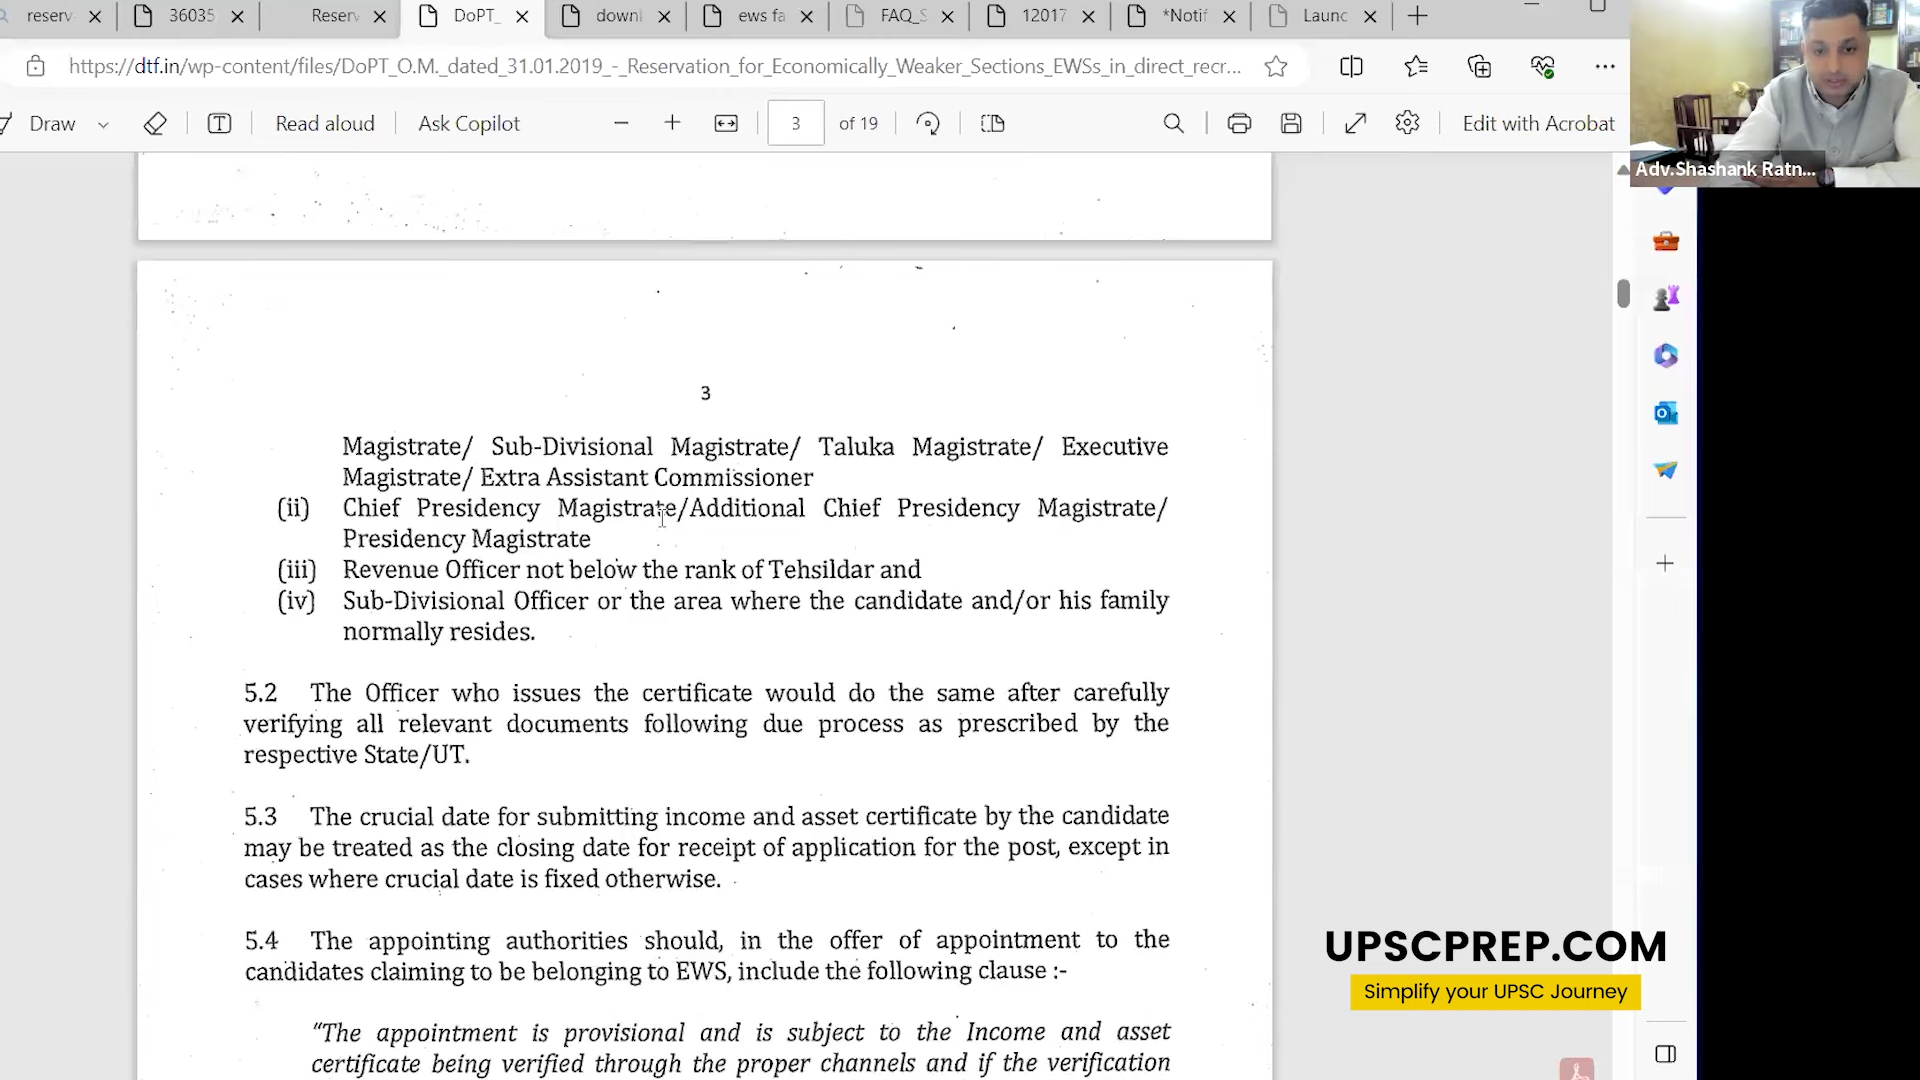 reserv
36035
Reserv
DoPT_
downl
ews fa
FAQ_S
12017
*Notif
Launc
https://dtf.in/wp-content/files/DoPT_O.M._dated_31.01.2019_-_Reservation_for_Economically_Weaker_Sections_EWSs_in_direct_recr...
Draw
Read aloud
Ask Copilot
3
of 19
Edit with Acrobat
Adv.Shashank Ratn...
3
Magistrate/ Sub-Divisional Magistrate/ Taluka Magistrate/ Executive
Magistrate/ Extra Assistant Commissioner
(ii) Chief Presidency Magistrate/Additional Chief Presidency Magistrate/
Presidency Magistrate
(iii) Revenue Officer not below the rank of Tehsildar and
(iv) Sub-Divisional Officer or the area where the candidate and/or his family
normally resides.
5.2 The Officer who issues the certificate would do the same after carefully
verifying all relevant documents following due process as prescribed by the
respective State/UT.
5.3 The crucial date for submitting income and asset certificate by the candidate
may be treated as the closing date for receipt of application for the post, except in
cases where crucial date is fixed otherwise.
5.4 The appointing authorities should, in the offer of appointment to the
candidates claiming to be belonging to EWS, include the following clause :-
"The appointment is provisional and is subject to the Income and asset
certificate being verified through the proper channels and if the verification
UPSCPREP.COM
Simplify your UPSC Journey